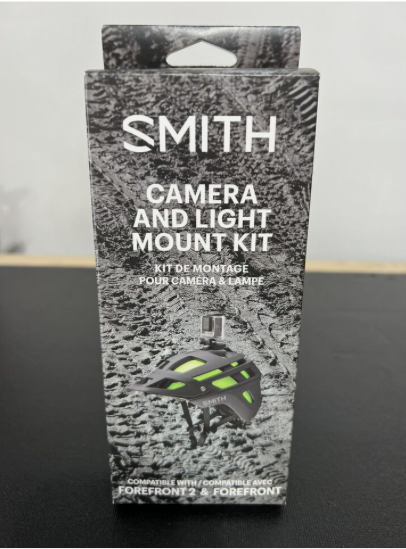 SMITH
CAMERA
AND LIGHT
MOUNT KIT
KIT DE MONTAGE
POUR CAMÉRA & LAMPE
SMITH
COMPATIBLE WITH / COMPATIBLE AVEC
FOREFRONT 2 & FOREFRONT